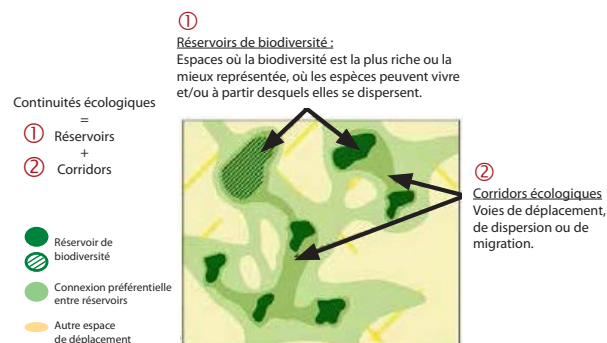 ①
Réservoirs de biodiversité :
Espaces où la biodiversité est la plus riche ou la
mieux représentée, où les espèces peuvent vivre
et/ou à partir desquels elles se dispersent.
Continuités écologiques
=
① Réservoirs
+
② Corridors
②
Corridors écologiques
Voies de déplacement,
de dispersion ou de
migration.
Réservoir de
biodiversité
Connexion préférentielle
entre réservoirs
Autre espace
de déplacement